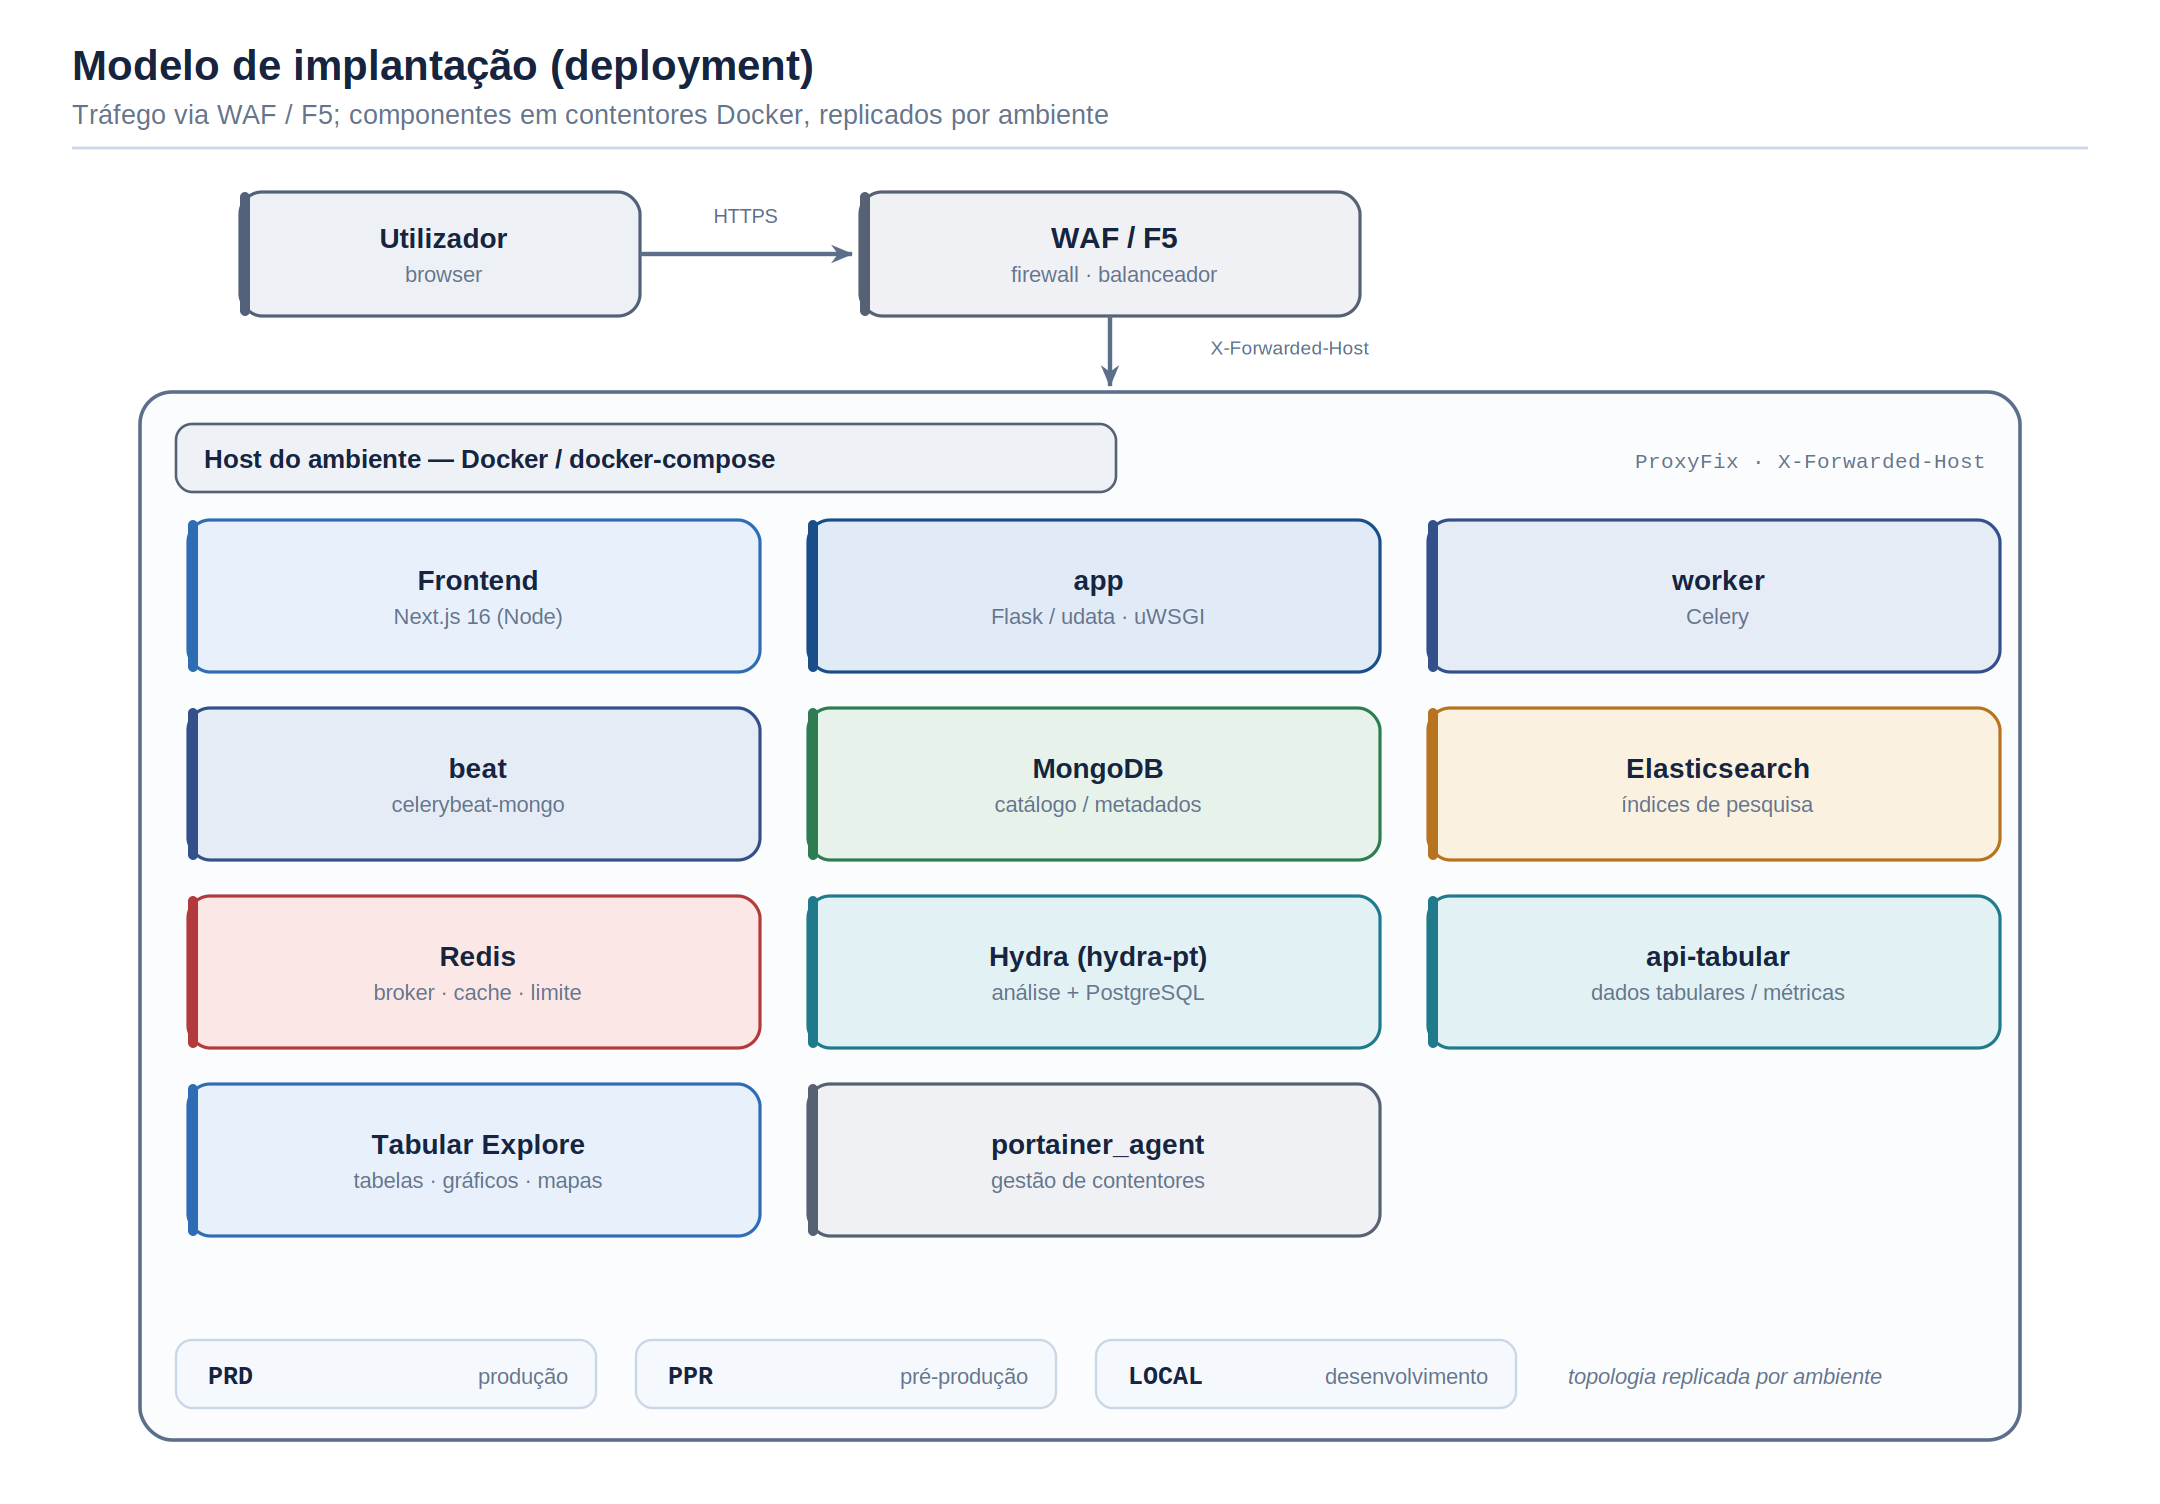 Modelo de implantação (deployment)
Tráfego via WAF / F5; componentes em contentores Docker, replicados por ambiente
Utilizador
browser
HTTPS
WAF / F5
firewall · balanceador
X-Forwarded-Host
Host do ambiente — Docker / docker-compose
ProxyFix · X-Forwarded-Host
Frontend
Next.js 16 (Node)
app
Flask / udata · uWSGI
worker
Celery
beat
celerybeat-mongo
MongoDB
catálogo / metadados
Elasticsearch
índices de pesquisa
Redis
broker · cache · limite
Hydra (hydra-pt)
análise + PostgreSQL
api-tabular
dados tabulares / métricas
Tabular Explore
tabelas · gráficos · mapas
portainer_agent
gestão de contentores
PRD produção
PPR pré-produção
LOCAL desenvolvimento
topologia replicada por ambiente